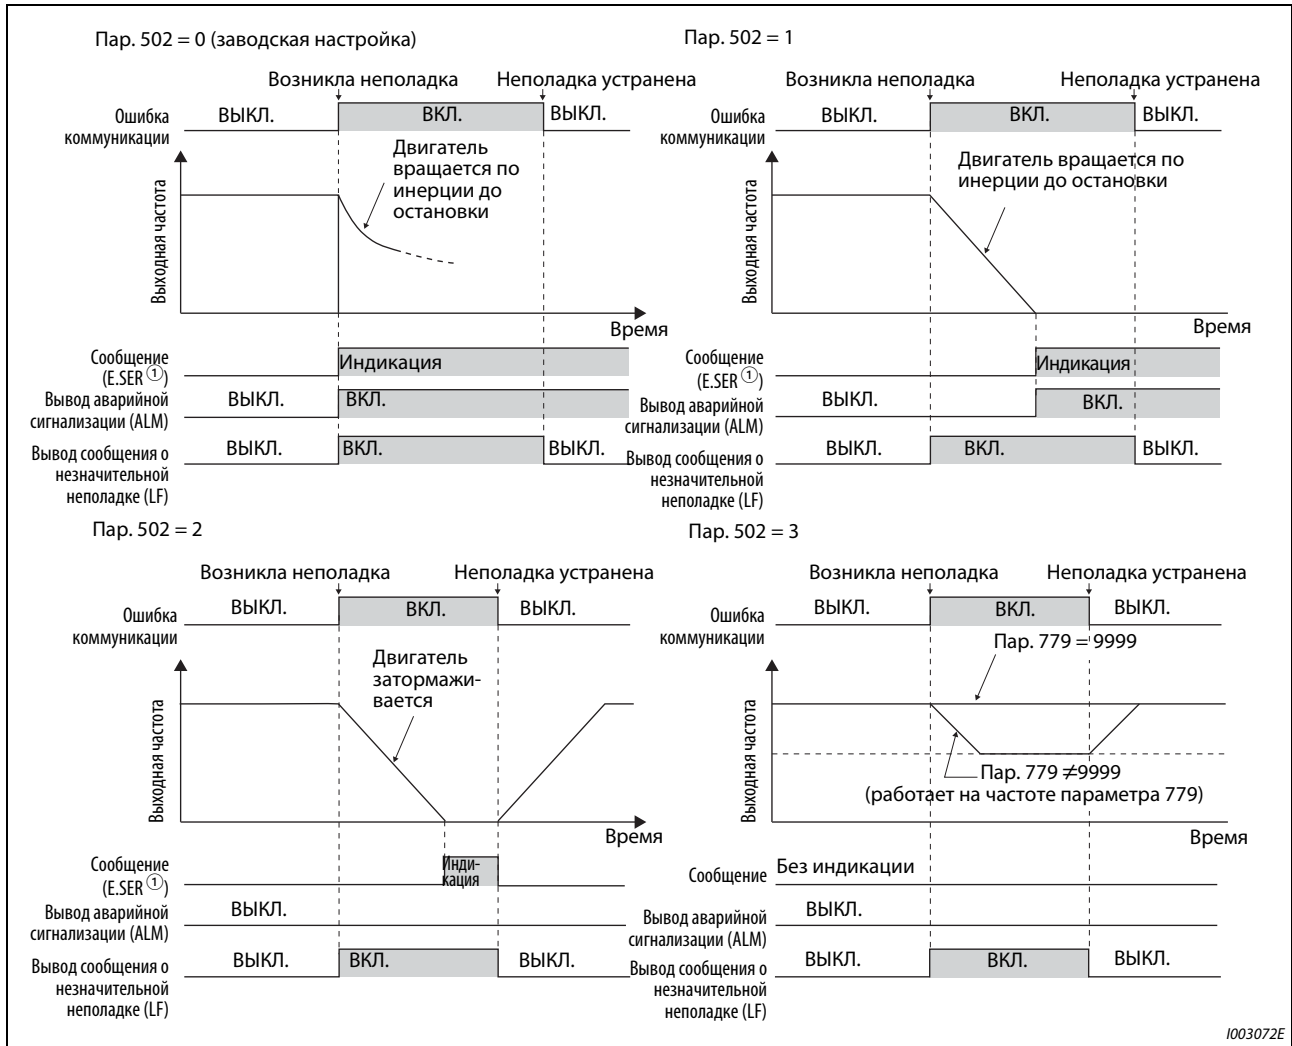 Пар. 502 = 0 (заводская настройка)
Возникла неполадка
Неполадка устранена
Ошибка
коммуникации
ВЫКЛ.
ВКЛ.
ВЫКЛ.
Двигатель
вращается по
инерции до
остановки
Выходная частота
Время
Сообщение
(E.SER ①)
Индикация
Вывод аварийной
сигнализации (ALM)
ВЫКЛ.
ВКЛ.
Вывод сообщения о
незначительной
неполадке (LF)
ВЫКЛ.
ВКЛ.
ВЫКЛ.
Пар. 502 = 1
Возникла неполадка
Неполадка устранена
Ошибка
коммуникации
ВЫКЛ.
ВКЛ.
ВЫКЛ.
Двигатель вращается по
инерции до остановки
Выходная частота
Время
Сообщение
(E.SER ①)
Индикация
Вывод аварийной
сигнализации (ALM)
ВЫКЛ.
ВКЛ.
Вывод сообщения о
незначительной
неполадке (LF)
ВЫКЛ.
ВКЛ.
ВЫКЛ.
Пар. 502 = 2
Возникла неполадка
Неполадка устранена
Ошибка
коммуникации
ВЫКЛ.
ВКЛ.
ВЫКЛ.
Двигатель
затормажи-
вается
Выходная частота
Время
Сообщение
(E.SER ①)
Инди-
кация
Вывод аварийной
сигнализации (ALM)
ВЫКЛ.
Вывод сообщения о
незначительной
неполадке (LF)
ВЫКЛ.
ВКЛ.
ВЫКЛ.
Пар. 502 = 3
Возникла неполадка
Неполадка устранена
Ошибка
коммуникации
ВЫКЛ.
ВКЛ.
ВЫКЛ.
Пар. 779 = 9999
Выходная частота
Пар. 779 ≠9999
(работает на частоте параметра 779)
Время
Сообщение
Без индикации
Вывод аварийной
сигнализации (ALM)
ВЫКЛ.
Вывод сообщения о
незначительной
неполадке (LF)
ВЫКЛ.
ВКЛ.
ВЫКЛ.
I003072E